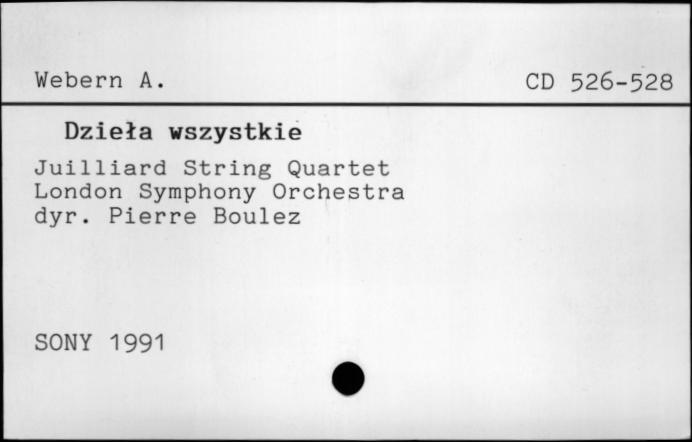 Webern A.
CD 526-528
Dzieła wszystkie
Juilliard String Quartet
London Symphony Orchestra
dyr. Pierre Boulez
SONY 1991